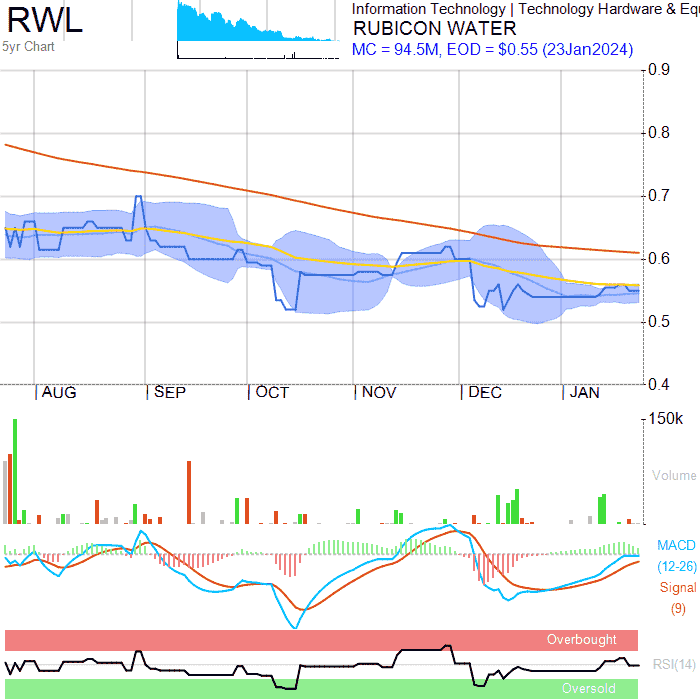 RWL
5yr Chart
Information Technology | Technology Hardware & Equ
RUBICON WATER
MC = 94.5M, EOD = $0.55 (23Jan2024)
0.9
0.8
0.7
0.6
0.5
0.4
AUG SEP OCT NOV DEC JAN
150k
Volume
MACD
(12-26)
Signal
(9)
Overbought
RSI(14)
Oversold